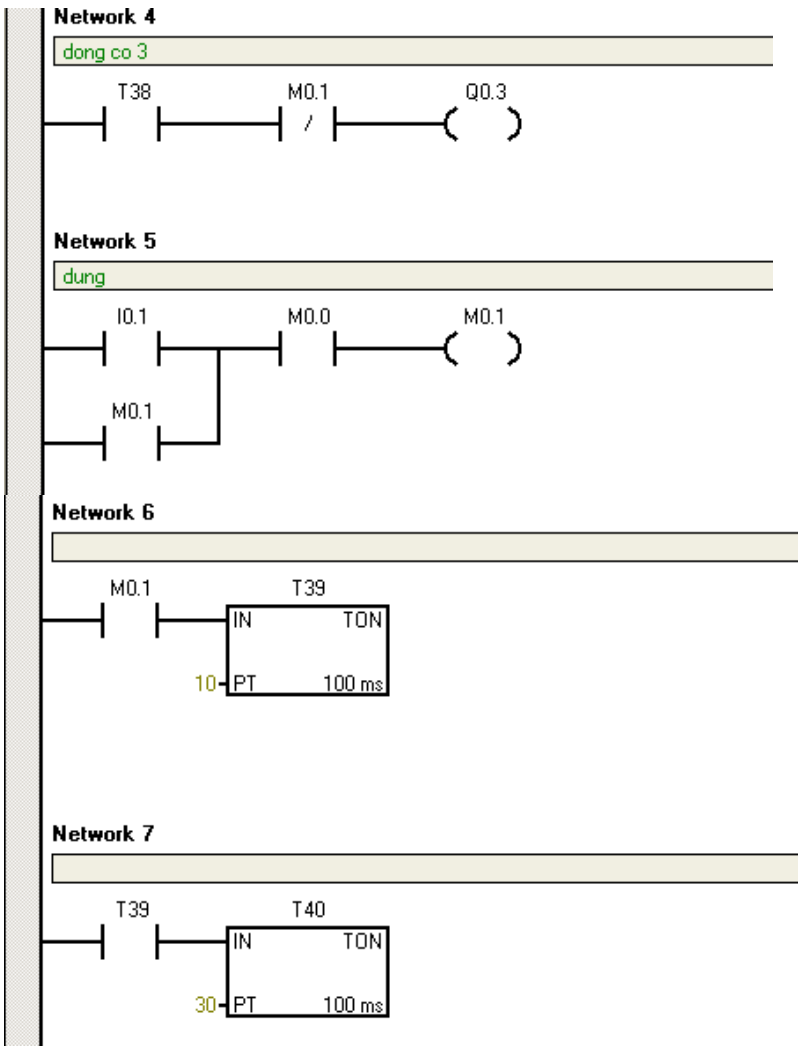 Network 4
dong co 3
T38 M0.1 Q0.3
/
Network 5
dung
I0.1 M0.0 M0.1
M0.1
Network 6
M0.1 T39
IN TON
10 PT 100 ms
Network 7
T39 T40
IN TON
30 PT 100 ms